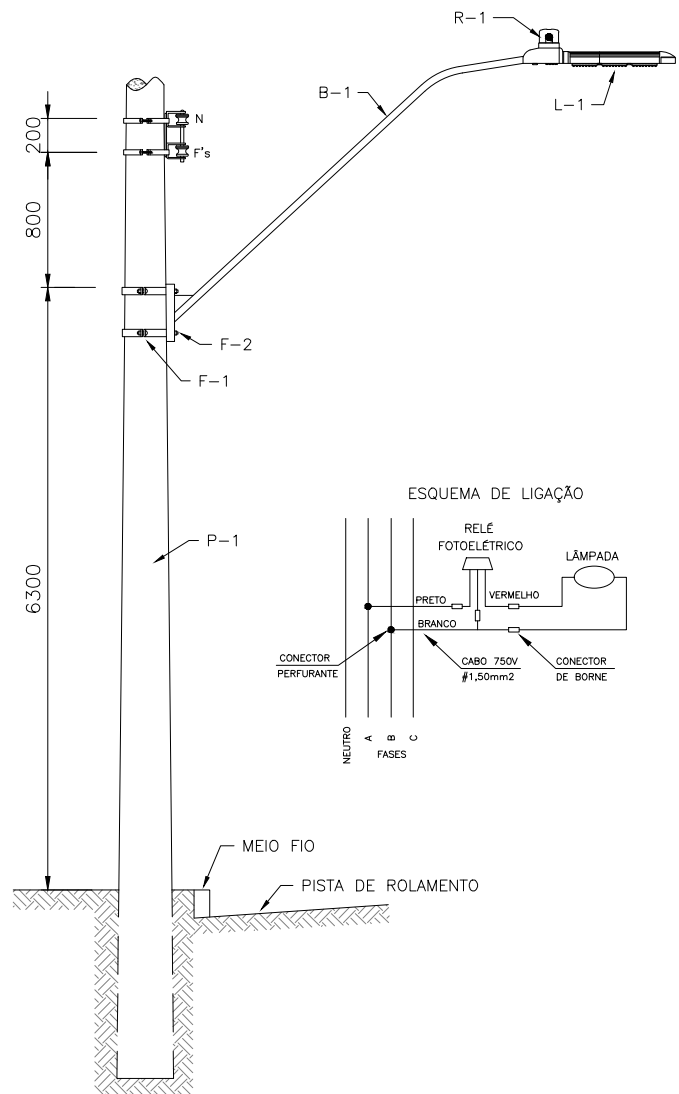 R-1
B-1
L-1
N
200
F's
800
F-2
F-1
ESQUEMA DE LIGAÇÃO
RELÉ
FOTOELÉTRICO
LÂMPADA
P-1
6300
PRETO
VERMELHO
BRANCO
CONECTOR
PERFURANTE
CABO 750V
#1,50mm2
CONECTOR
DE BORNE
NEUTRO
A
B
C
FASES
MEIO FIO
PISTA DE ROLAMENTO